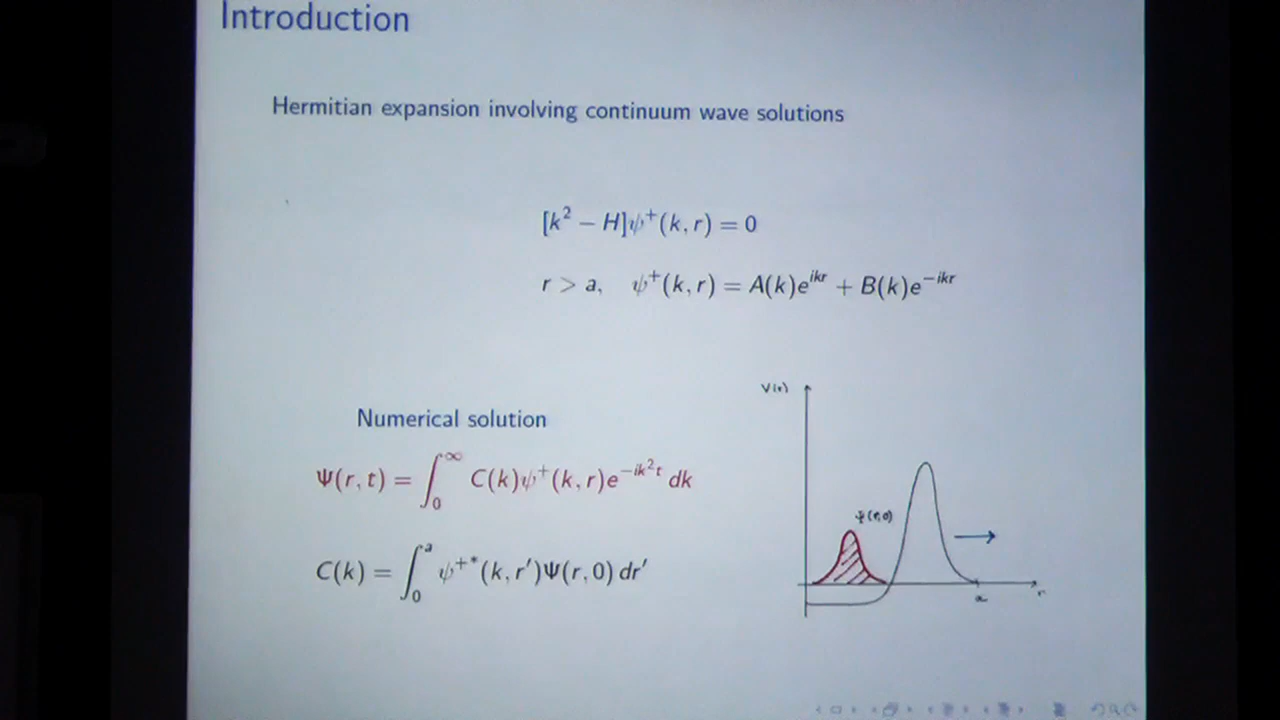 Introduction
Hermitian expansion involving continuum wave solutions
[k² − H]ψ⁺(k, r) = 0
r > a,   ψ⁺(k, r) = A(k)e^{ikr} + B(k)e^{−ikr}
Numerical solution
Ψ(r, t) = ∫₀^∞ C(k)ψ⁺(k, r)e^{−ik²t} dk
C(k) = ∫₀^a ψ⁺*(k, r′)Ψ(r, 0) dr′
V(r)
Ψ(r,0)
a
r